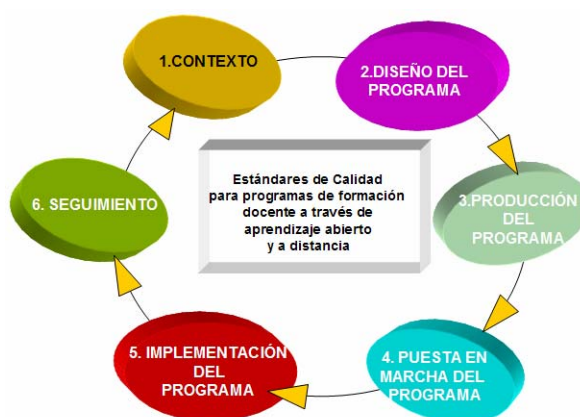 1.CONTEXTO
2.DISEÑO DEL
PROGRAMA
3.PRODUCCIÓN
DEL
PROGRAMA
4. PUESTA EN
MARCHA DEL
PROGRAMA
5. IMPLEMENTACIÓN
DEL
PROGRAMA
6. SEGUIMIENTO
Estándares de Calidad
para programas de formación
docente a través de
aprendizaje abierto
y a distancia